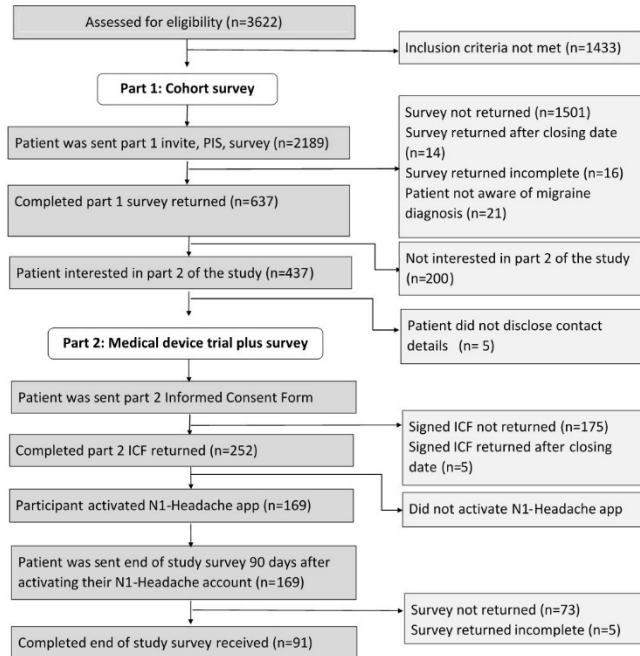 Assessed for eligibility (n=3622)
Inclusion criteria not met (n=1433)
Part 1: Cohort survey
Patient was sent part 1 invite, PIS, survey (n=2189)
Survey not returned (n=1501)
Survey returned after closing date
(n=14)
Survey returned incomplete (n=16)
Patient not aware of migraine
diagnosis (n=21)
Completed part 1 survey returned (n=637)
Not interested in part 2 of the study
(n=200)
Patient interested in part 2 of the study (n=437)
Patient did not disclose contact
details (n= 5)
Part 2: Medical device trial plus survey
Patient was sent part 2 Informed Consent Form
Signed ICF not returned (n=175)
Signed ICF returned after closing
date (n=5)
Completed part 2 ICF returned (n=252)
Participant activated N1-Headache app (n=169)
Did not activate N1-Headache app
Patient was sent end of study survey 90 days after
activating their N1-Headache account (n=169)
Survey not returned (n=73)
Survey returned incomplete (n=5)
Completed end of study survey received (n=91)